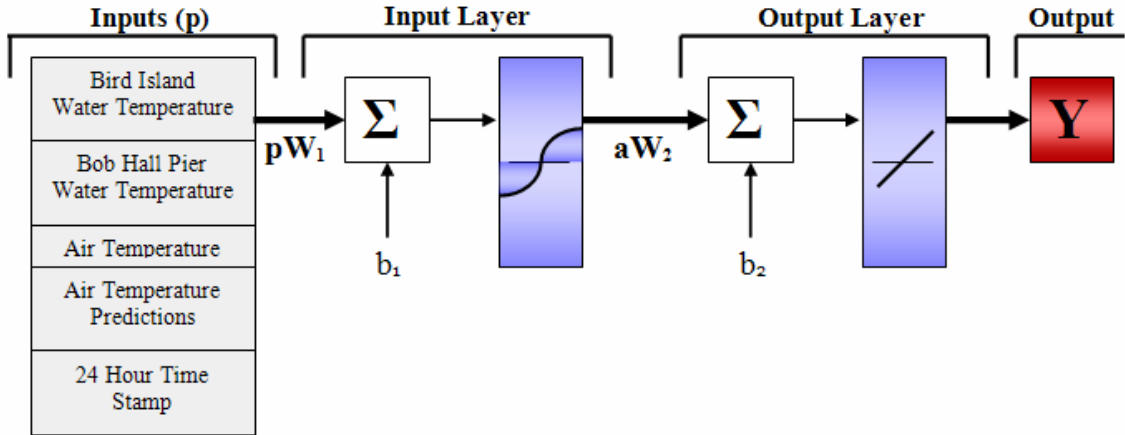 Inputs (p)
Input Layer
Output Layer
Output
Bird Island
Water Temperature
Bob Hall Pier
Water Temperature
Air Temperature
Air Temperature
Predictions
24 Hour Time
Stamp
pW₁
Σ
b₁
aW₂
Σ
b₂
Y